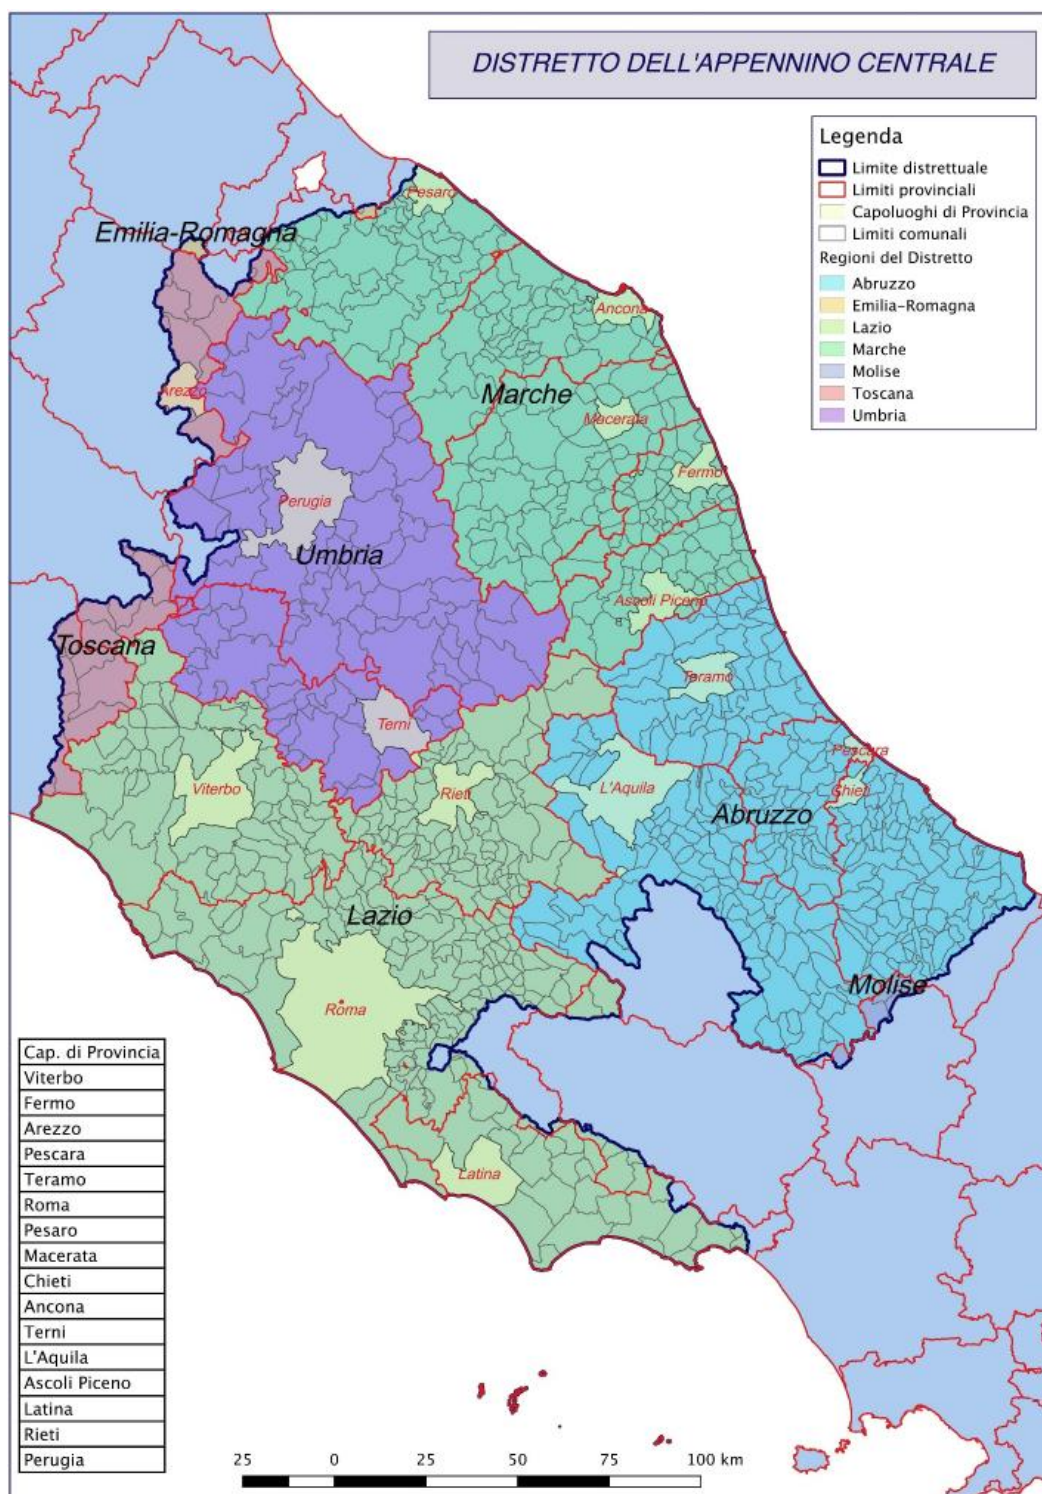 DISTRETTO DELL'APPENNINO CENTRALE
Legenda
Limite distrettuale
Limiti provinciali
Capoluoghi di Provincia
Limiti comunali
Regioni del Distretto
Abruzzo
Emilia-Romagna
Lazio
Marche
Molise
Toscana
Umbria
Pesaro
Emilia-Romagna
Ancona
Arezzo
Marche
Macerata
Fermo
Perugia
Umbria
Ascoli Piceno
Toscana
Teramo
Terni
Pescara
Viterbo
Rieti
L'Aquila
Chieti
Abruzzo
Lazio
Molise
Roma
Latina
Cap. di Provincia
Viterbo
Fermo
Arezzo
Pescara
Teramo
Roma
Pesaro
Macerata
Chieti
Ancona
Terni
L'Aquila
Ascoli Piceno
Latina
Rieti
Perugia
25 0 25 50 75 100 km